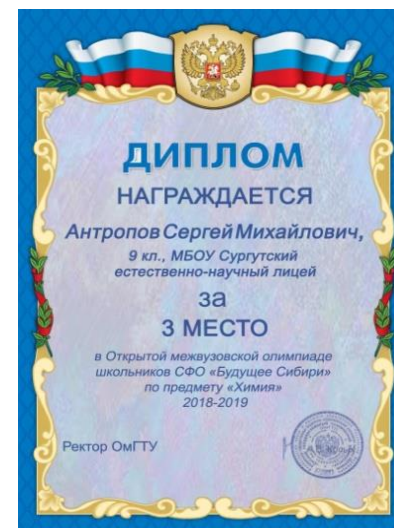 ДИПЛОМ
НАГРАЖДАЕТСЯ
Антропов Сергей Михайлович,
9 кл., МБОУ Сургутский
естественно-научный лицей
за
3 МЕСТО
в Открытой межвузовской олимпиаде
школьников СФО «Будущее Сибири»
по предмету «Химия»
2018-2019
Ректор ОмГТУ